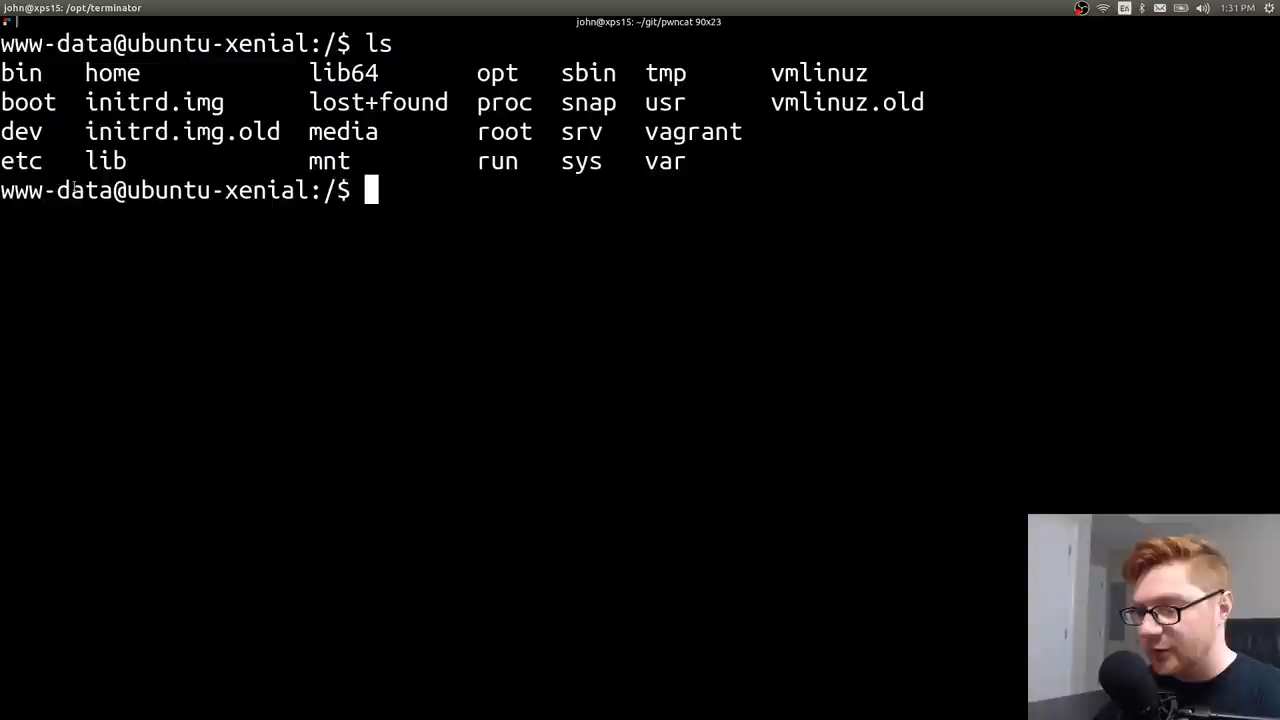 john@xps15: /opt/terminator
En
1:31 PM
john@xps15: ~/git/pwncat 90x23
www-data@ubuntu-xenial:/$ ls
bin home lib64 opt sbin tmp vmlinuz
boot initrd.img lost+found proc snap usr vmlinuz.old
dev initrd.img.old media root srv vagrant
etc lib mnt run sys var
www-data@ubuntu-xenial:/$